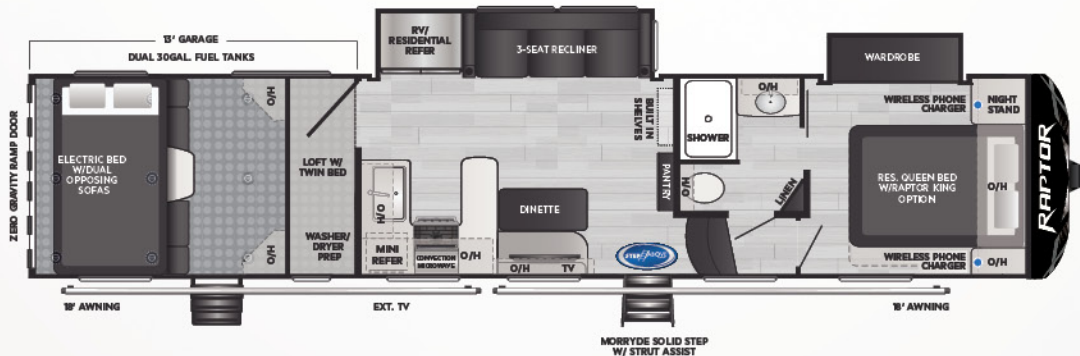 13' GARAGE
DUAL 30GAL. FUEL TANKS
ZERO GRAVITY RAMP DOOR
ELECTRIC BED
W/DUAL
OPPOSING
SOFAS
O/H
O/H
LOFT W/
TWIN BED
WASHER/
DRYER
PREP
RV/
RESIDENTIAL
REFER
3-SEAT RECLINER
O/H
MINI
REFER
CONVECTION
MICROWAVE
O/H
DINETTE
O/H
TV
BUILT IN
SHELVES
PANTRY
STEP ABOVE
SHOWER
O/H
O/H
LINEN
WARDROBE
WIRELESS PHONE
CHARGER
NIGHT
STAND
RES. QUEEN BED
W/RAPTOR KING
OPTION
O/H
WIRELESS PHONE
CHARGER
O/H
RAPTOR
18' AWNING
EXT. TV
18' AWNING
MORRYDE SOLID STEP
W/ STRUT ASSIST